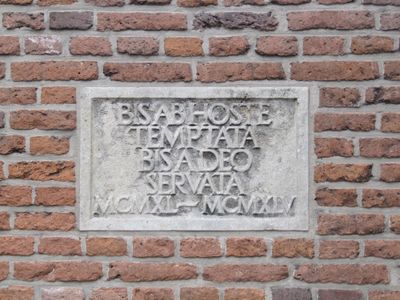 BIS AB HOSTE
TEMPTATA
BIS A DEO
SERVATA
MCMXL ~ MCMXLV